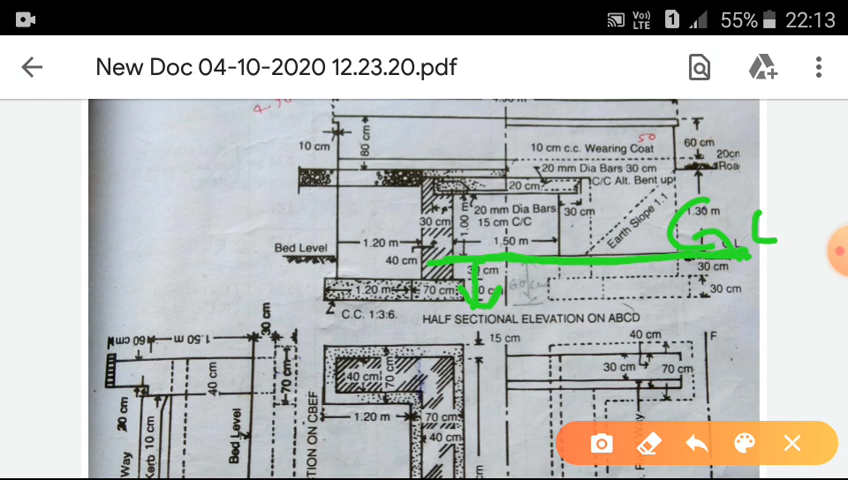 Vo))
LTE
1
55%
22:13
New Doc 04-10-2020 12.23.20.pdf
10 cm
80 cm
10 cm c.c. Wearing Coat
50
60 cm
20cn
Roa
20 mm Dia Bars 30 cm
C/C Alt. Bent up
20 cm
30 cm
1.00 m
20 mm Dia Bars
15 cm C/C
30 cm
Earth Slope 1:1
1.30 m
G L
Bed Level
1.20 m
40 cm
1.50 m
30 cm
60 cm
30 cm
1.20 m
70 cm
30 cm
C.C. 1:3:6.
HALF SECTIONAL ELEVATION ON ABCD
60 cm
1.50 m
30 cm
15 cm
40 cm
F
40 cm
70 cm
40 cm
70 cm
30 cm
70 cm
1.20 m
70 cm
40 cm
20 cm
Way
Kerb 10 cm
Bed Level
TION ON CBEF
cm